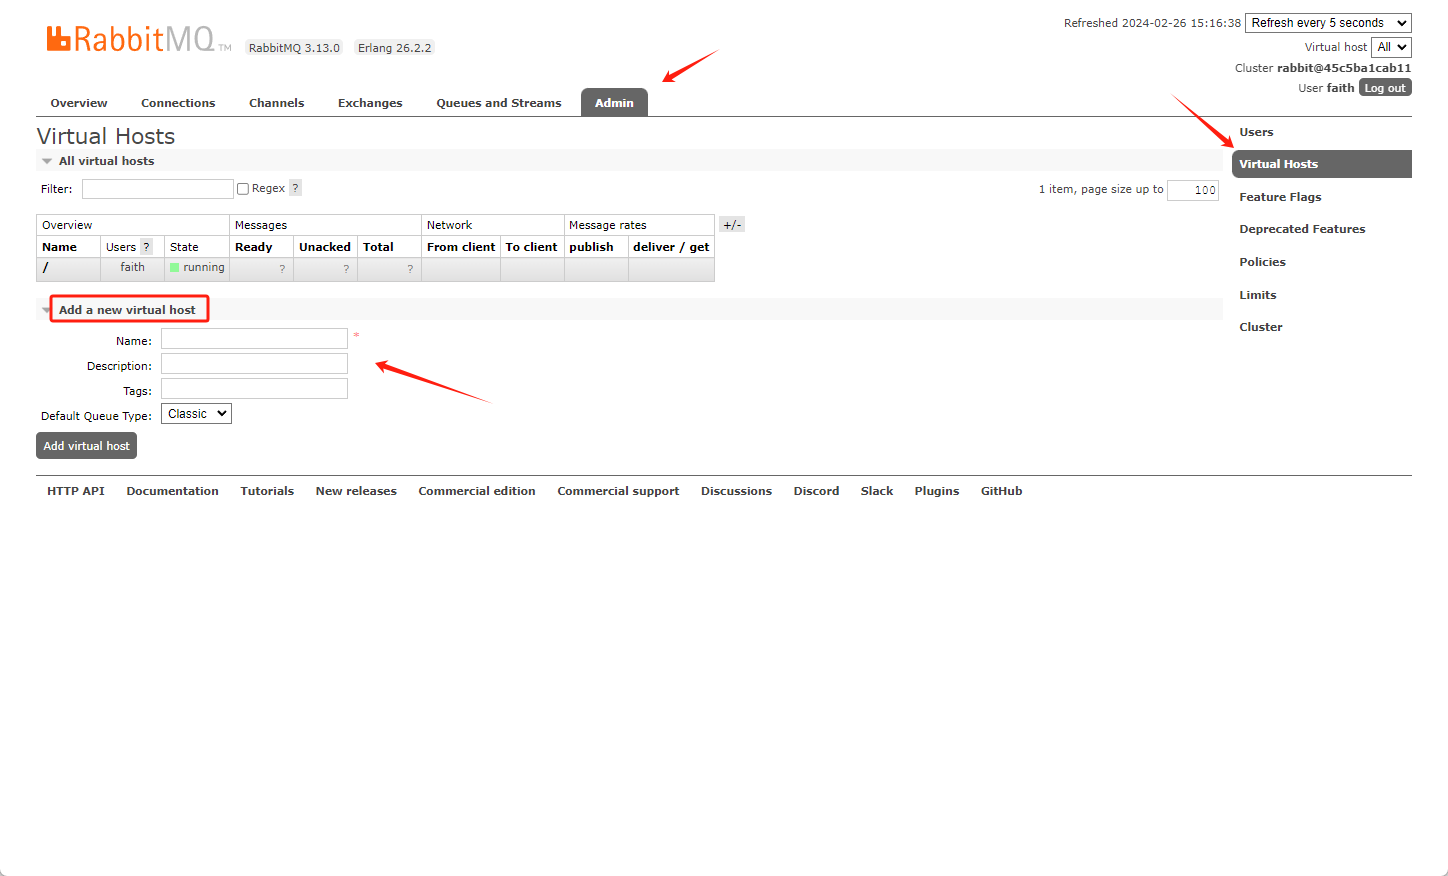 Refreshed 2024-02-26 15:16:38 Refresh every 5 seconds
RabbitMQ TM RabbitMQ 3.13.0 Erlang 26.2.2
Virtual host All
Cluster rabbit@45c5ba1cab11
User faith Log out
Overview Connections Channels Exchanges Queues and Streams Admin
Virtual Hosts
All virtual hosts
Filter: Regex ? 1 item, page size up to 100
Overview Messages Network Message rates +/-
Name Users ? State Ready Unacked Total From client To client publish deliver / get
/ faith running ? ? ?
Add a new virtual host
Name: *
Description:
Tags:
Default Queue Type: Classic
Add virtual host
Users
Virtual Hosts
Feature Flags
Deprecated Features
Policies
Limits
Cluster
HTTP API Documentation Tutorials New releases Commercial edition Commercial support Discussions Discord Slack Plugins GitHub